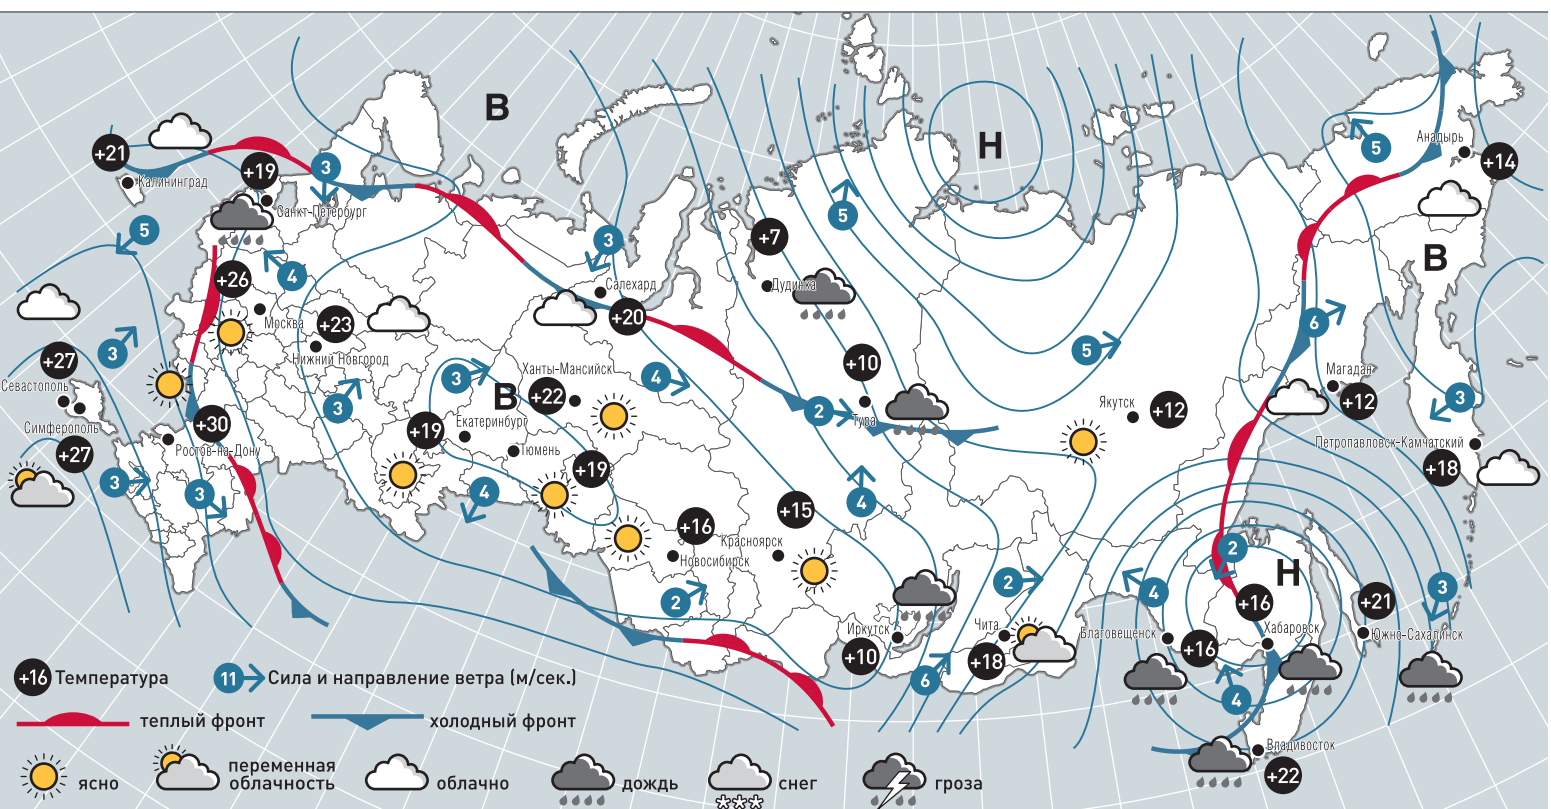 В
Н
+21
Калининград
+19
3
Санкт-Петербург
5
4
+26
Москва
+23
Нижний Новгород
3
+27
Севастополь
Симферополь
+27
+30
Ростов-на-Дону
3
3
3
3
В
+19
Екатеринбург
Тюмень
4
+19
Ханты-Мансийск
+22
3
Салехард
+20
4
+7
Дудинка
5
+10
2
Тура
4
+15
Красноярск
+16
Новосибирск
2
Иркутск
+10
6
2
Чита
+18
5
Якутск
+12
5
Анадырь
+14
В
6
Магадан
+12
3
Петропавловск-Камчатский
+18
2
Н
4
+16
Хабаровск
Благовещенск
+16
+21
Южно-Сахалинск
3
4
Владивосток
+22
+16 Температура
11 Сила и направление ветра (м/сек.)
теплый фронт
холодный фронт
ясно
переменная
облачность
облачно
дождь
снег
гроза